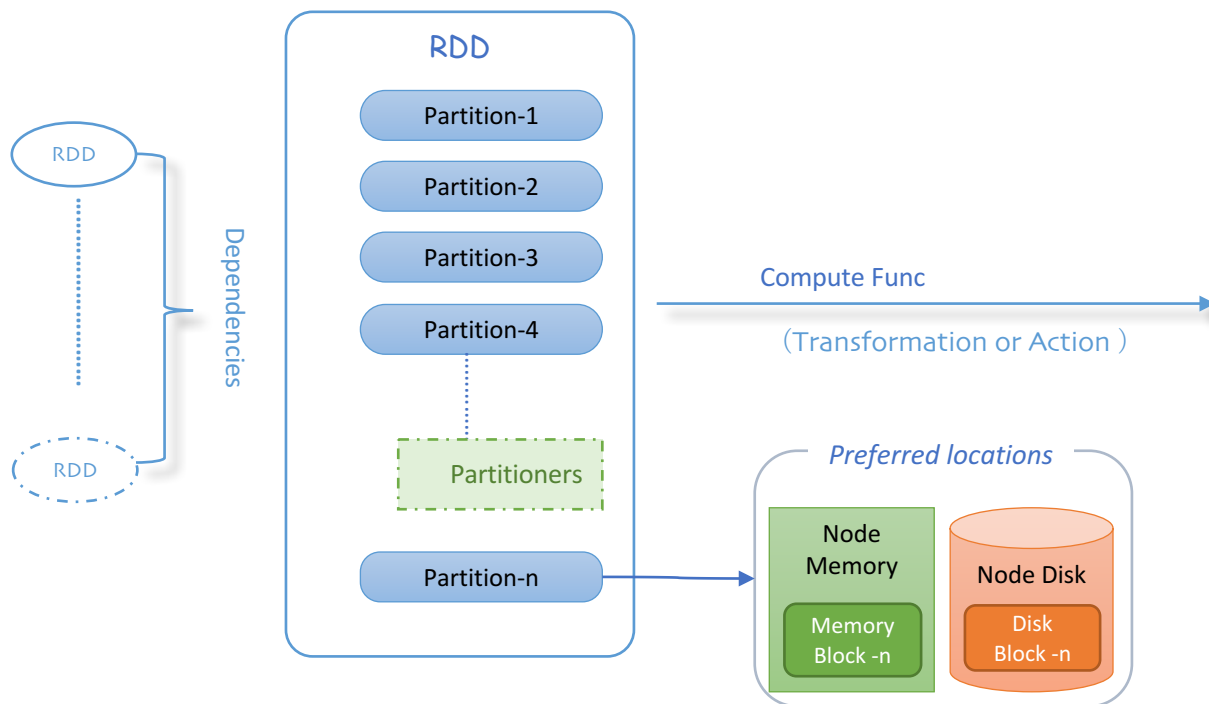 RDD
Partition-1
Partition-2
Partition-3
Partition-4
Partitioners
Partition-n
RDD
RDD
Dependencies
Compute Func
（Transformation or Action ）
Preferred locations
Node
Memory
Memory
Block -n
Node Disk
Disk
Block -n